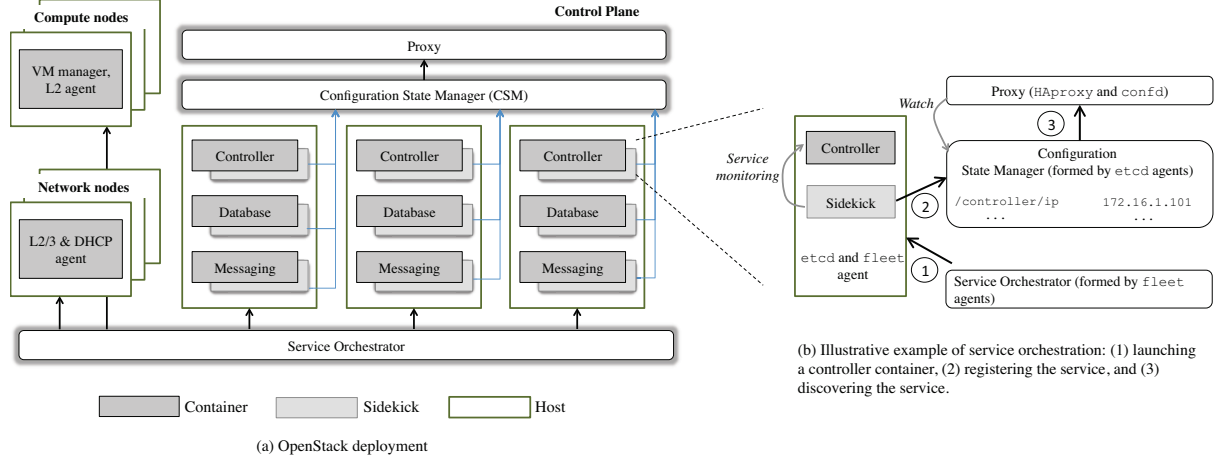 Control Plane
Compute nodes
VM manager,
L2 agent
Network nodes
L2/3 & DHCP
agent
Proxy
Configuration State Manager (CSM)
Controller
Database
Messaging
Controller
Database
Messaging
Controller
Database
Messaging
Service Orchestrator
Container
Sidekick
Host
(a) OpenStack deployment
Proxy (HAproxy and confd)
Watch
3
Configuration
State Manager (formed by etcd agents)
/controller/ip 172.16.1.101
... ...
Controller
Service
monitoring
Sidekick
2
etcd and fleet
agent
1
Service Orchestrator (formed by fleet
agents)
(b) Illustrative example of service orchestration: (1) launching
a controller container, (2) registering the service, and (3)
discovering the service.